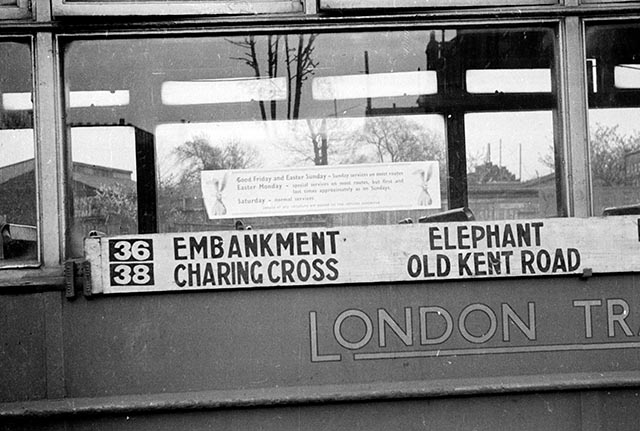 Good Friday and Easter Sunday - Sunday services on most routes
Easter Monday - special services on most routes, but first and
last times approximately as on Sundays.
Saturday - normal services
36
38
EMBANKMENT
CHARING CROSS
ELEPHANT
OLD KENT ROAD
LONDON TRA